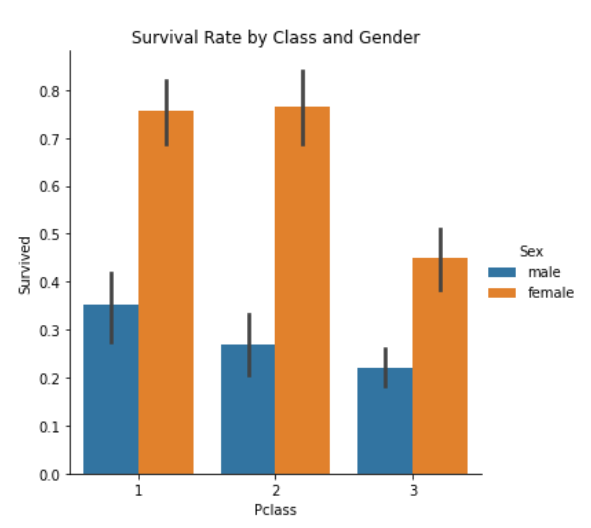 Survival Rate by Class and Gender
0.8
0.7
0.6
0.5
0.4
0.3
0.2
0.1
0.0
Survived
1 2 3
Pclass
Sex
male
female